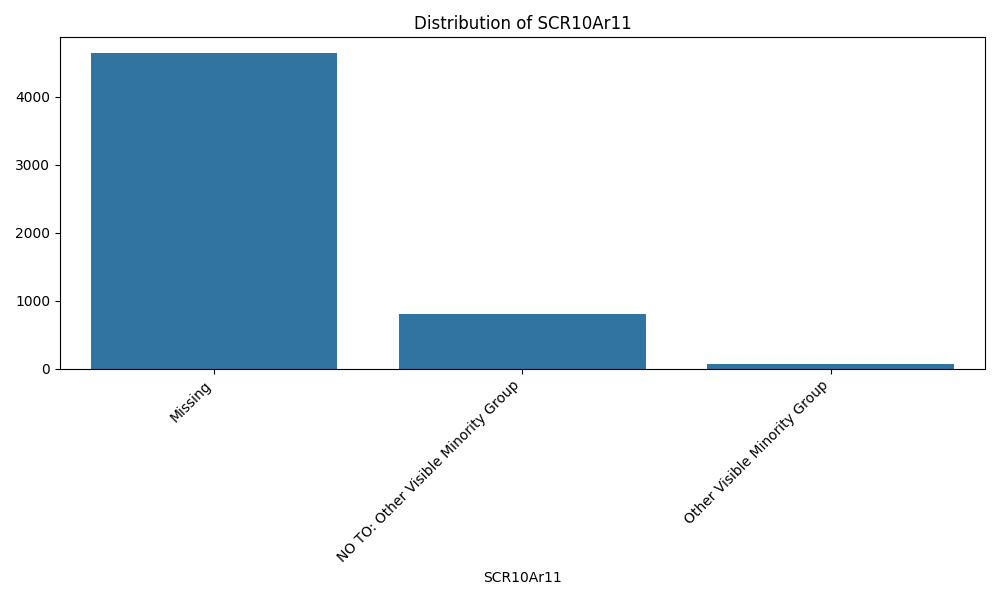 Distribution of SCR10Ar11
4000
3000
2000
1000
0
Missing
NO TO: Other Visible Minority Group
Other Visible Minority Group
SCR10Ar11